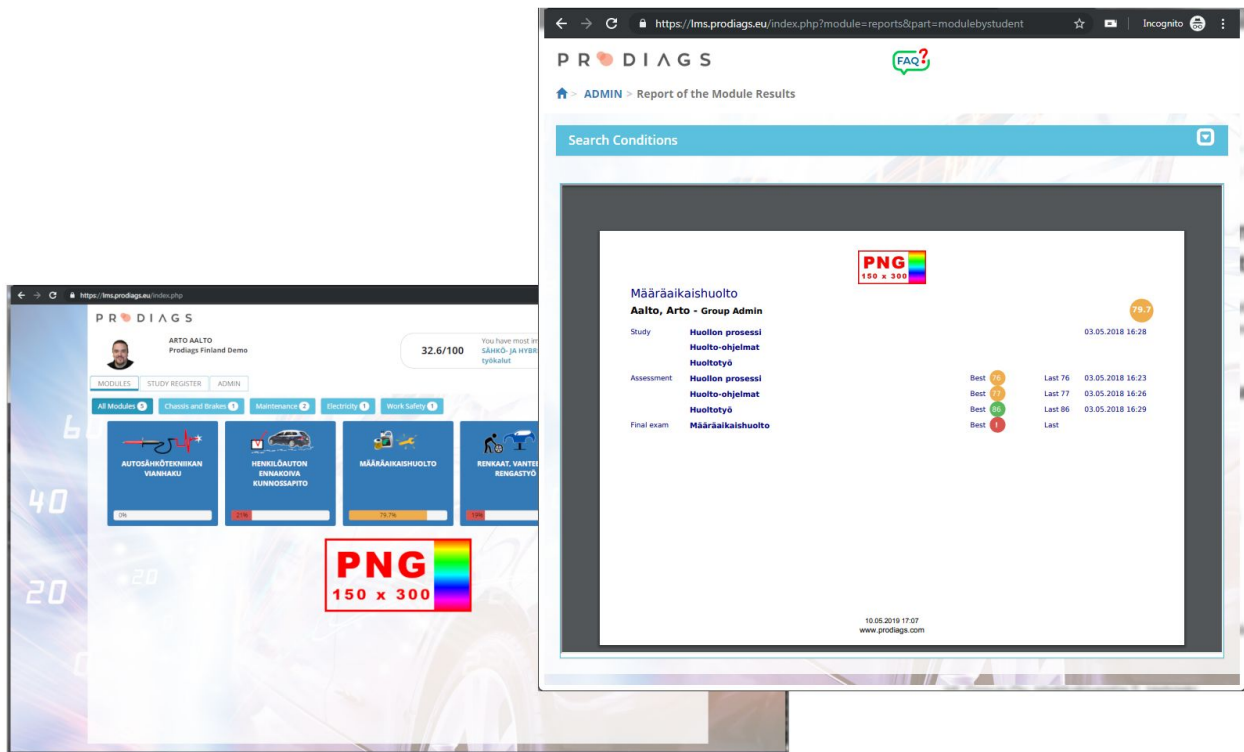 https://lms.prodiags.eu/index.php?module=reports&part=modulebystudent
Incognito
PRODIAGS
FAQ?
> ADMIN > Report of the Module Results
Search Conditions
PNG
150 x 300
Määräaikaishuolto
Aalto, Arto - Group Admin
79.7
Study Huollon prosessi 03.05.2018 16:28
Huolto-ohjelmat
Huoltotyö
Assessment Huollon prosessi Best 76 Last 76 03.05.2018 16:23
Huolto-ohjelmat Best 77 Last 77 03.05.2018 16:26
Huoltotyö Best 86 Last 86 03.05.2018 16:29
Final exam Määräaikaishuolto Best ! Last
10.05.2019 17:07
www.prodiags.com
https://lms.prodiags.eu/index.php
PRODIAGS
ARTO AALTO
Prodiags Finland Demo
32.6/100
You have most im
SÄHKÖ- JA HYBR
työkalut
MODULES STUDY REGISTER ADMIN
All Modules 5 Chassis and Brakes 1 Maintenance 2 Electricity 1 Work Safety 1
AUTOSÄHKÖTEKNIIKAN
VIANHAKU
0%
HENKILÖAUTON
ENNAKOIVA
KUNNOSSAPITO
21%
MÄÄRÄAIKAISHUOLTO
79.7%
RENKAAT, VANTEE
RENGASTYÖ
19%
60
40
20
20
0
PNG
150 x 300